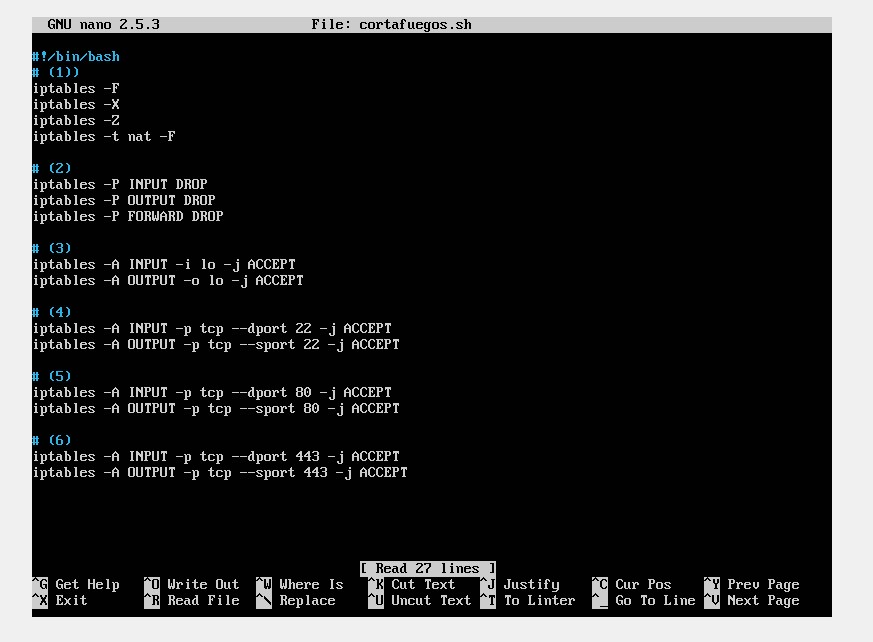 GNU nano 2.5.3 File: cortafuegos.sh
#!/bin/bash
# (1))
iptables -F
iptables -X
iptables -Z
iptables -t nat -F
# (2)
iptables -P INPUT DROP
iptables -P OUTPUT DROP
iptables -P FORWARD DROP
# (3)
iptables -A INPUT -i lo -j ACCEPT
iptables -A OUTPUT -o lo -j ACCEPT
# (4)
iptables -A INPUT -p tcp --dport 22 -j ACCEPT
iptables -A OUTPUT -p tcp --sport 22 -j ACCEPT
# (5)
iptables -A INPUT -p tcp --dport 80 -j ACCEPT
iptables -A OUTPUT -p tcp --sport 80 -j ACCEPT
# (6)
iptables -A INPUT -p tcp --dport 443 -j ACCEPT
iptables -A OUTPUT -p tcp --sport 443 -j ACCEPT
[ Read 27 lines ]
^G Get Help ^O Write Out ^W Where Is ^K Cut Text ^J Justify ^C Cur Pos ^Y Prev Page
^X Exit ^R Read File ^\ Replace ^U Uncut Text ^T To Linter ^_ Go To Line ^V Next Page